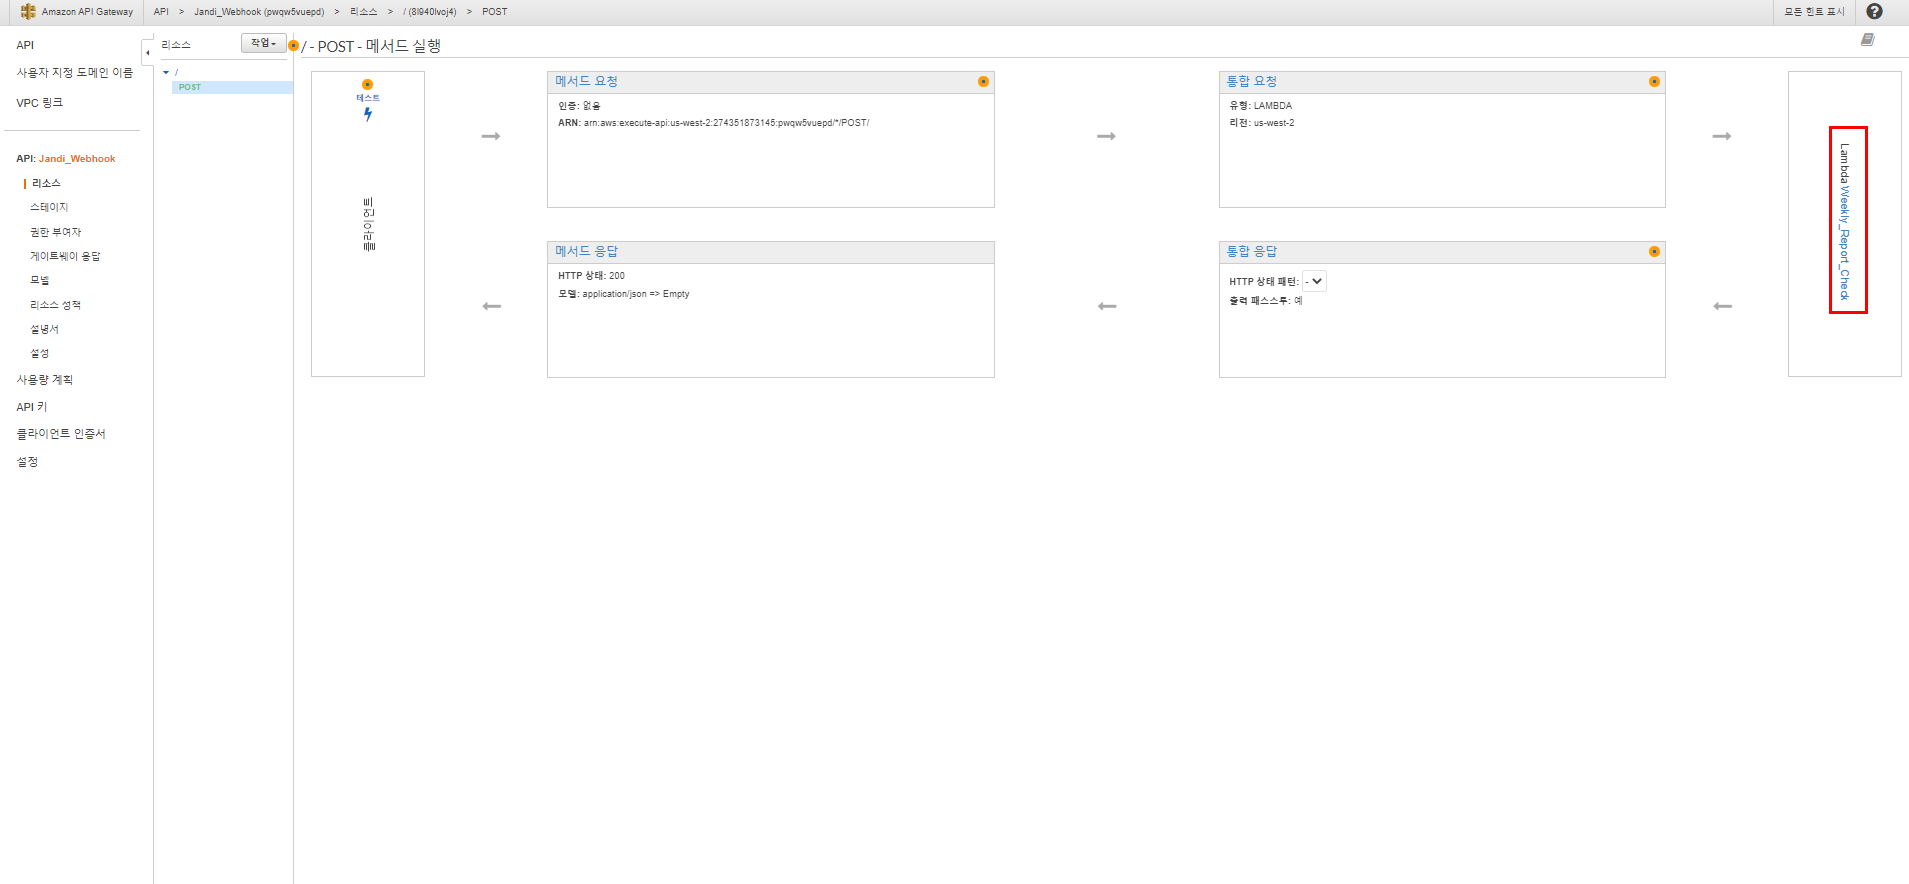 Amazon API Gateway
API > Jandi_Webhook (pwqw5vuepd) > 리소스 > / (8l940lvoj4) > POST
모든 힌트 표시
API
사용자 지정 도메인 이름
VPC 링크
API: Jandi_Webhook
리소스
스테이지
권한 부여자
게이트웨이 응답
모델
리소스 정책
설명서
설정
사용량 계획
API 키
클라이언트 인증서
설정
리소스
작업
/
POST
/ - POST - 메서드 실행
테스트
클라이언트
메서드 요청
인증: 없음
ARN: arn:aws:execute-api:us-west-2:274351873145:pwqw5vuepd/*/POST/
통합 요청
유형: LAMBDA
리전: us-west-2
메서드 응답
HTTP 상태: 200
모델: application/json => Empty
통합 응답
HTTP 상태 패턴: -
출력 패스스루: 예
Lambda Weekly_Report_Check